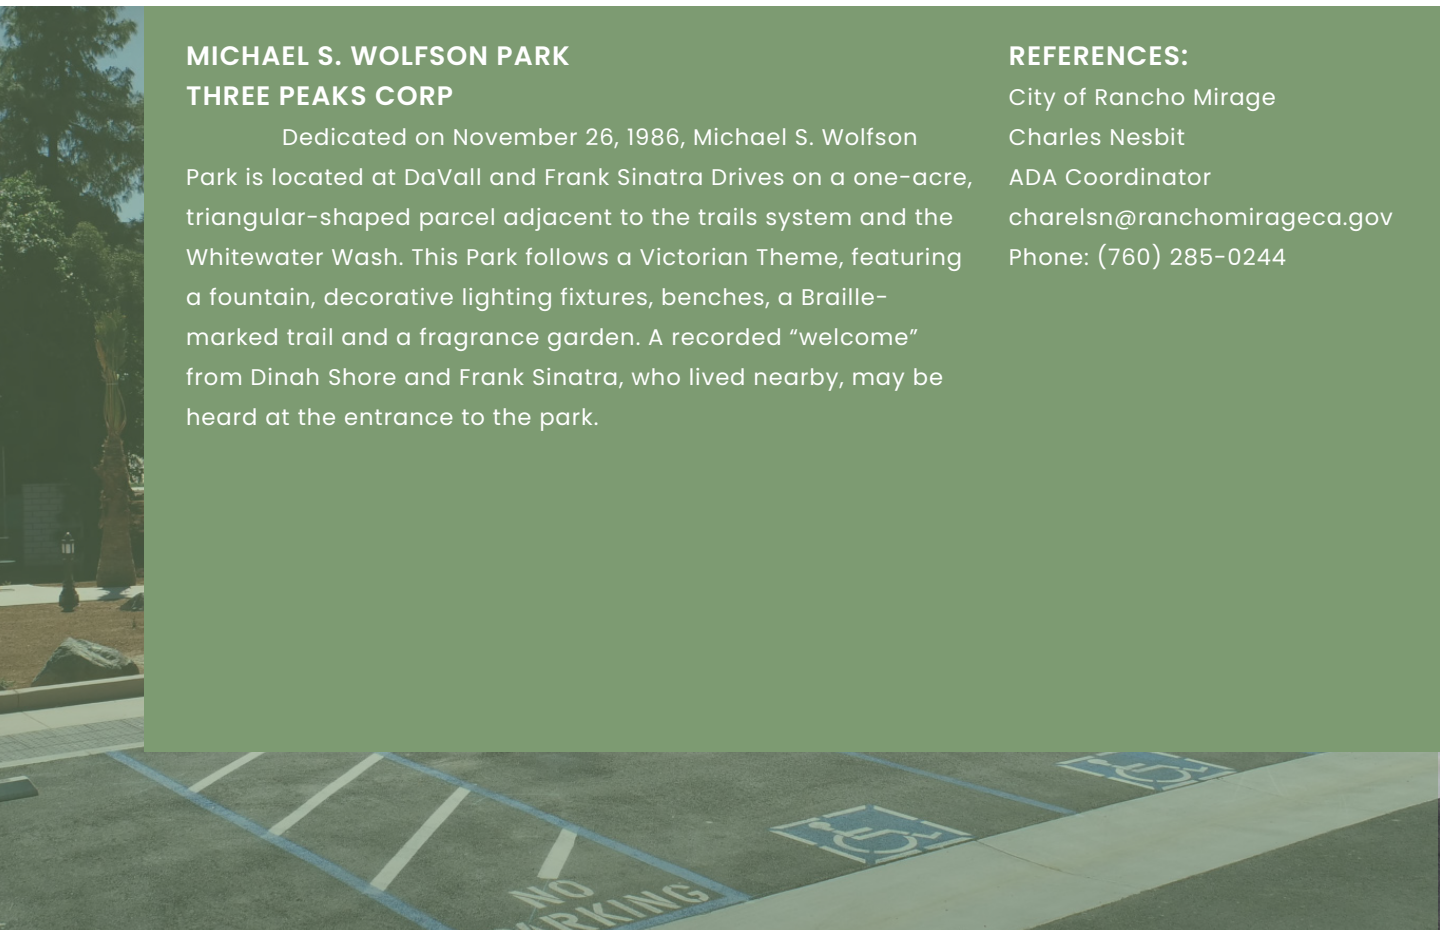 MICHAEL S. WOLFSON PARK
THREE PEAKS CORP
Dedicated on November 26, 1986, Michael S. Wolfson
Park is located at DaVall and Frank Sinatra Drives on a one-acre,
triangular-shaped parcel adjacent to the trails system and the
Whitewater Wash. This Park follows a Victorian Theme, featuring
a fountain, decorative lighting fixtures, benches, a Braille-
marked trail and a fragrance garden. A recorded “welcome”
from Dinah Shore and Frank Sinatra, who lived nearby, may be
heard at the entrance to the park.
REFERENCES:
City of Rancho Mirage
Charles Nesbit
ADA Coordinator
charelsn@ranchomirageca.gov
Phone: (760) 285-0244
NO
PARKING